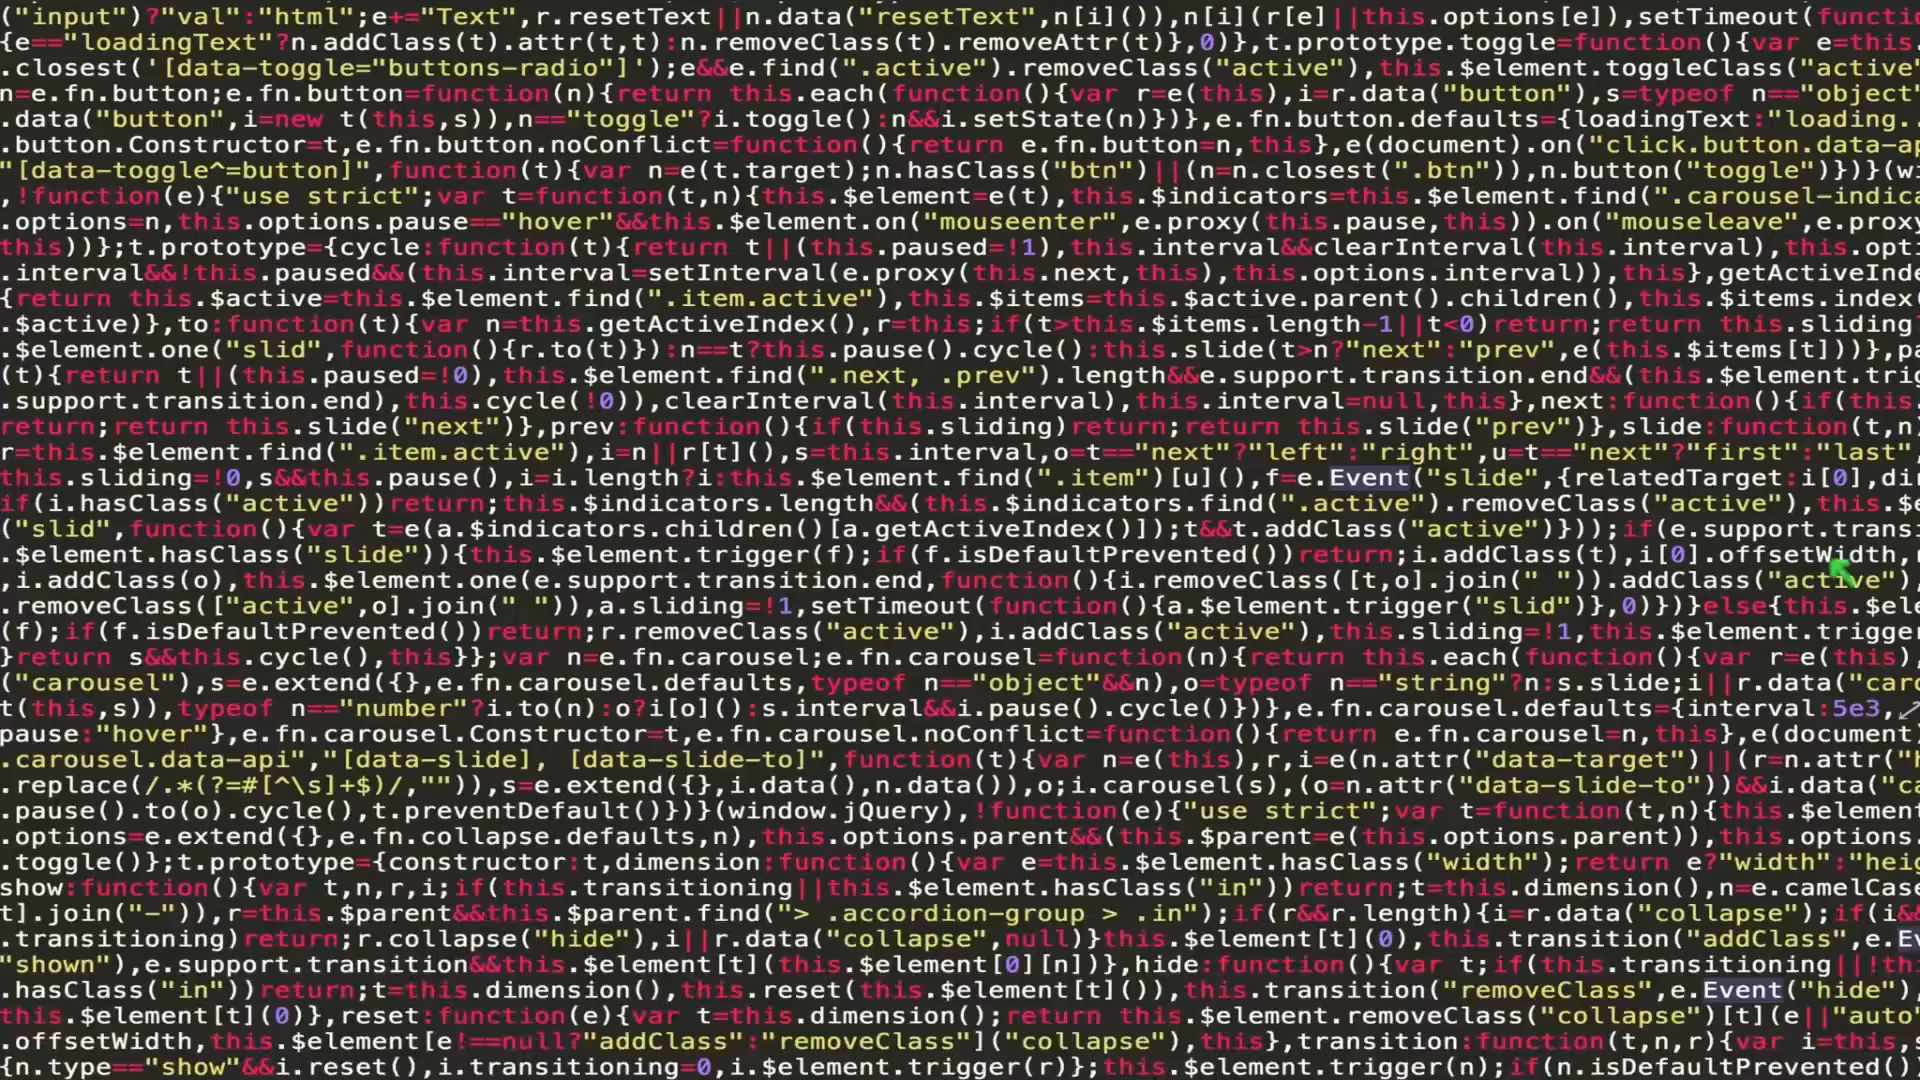 ("input")?"val":"html";e+="Text",r.resetText||n.data("resetText",n[i]()),n[i](r[e]||this.options[e]),setTimeout(functio
{e=="loadingText"?n.addClass(t).attr(t,t):n.removeClass(t).removeAttr(t)},0)},t.prototype.toggle=function(){var e=this.
.closest('[data-toggle="buttons-radio"]');e&&e.find(".active").removeClass("active"),this.$element.toggleClass("active"
n=e.fn.button;e.fn.button=function(n){return this.each(function(){var r=e(this),i=r.data("button"),s=typeof n=="object"
.data("button",i=new t(this,s)),n=="toggle"?i.toggle():n&&i.setState(n)})},e.fn.button.defaults={loadingText:"loading..
.button.Constructor=t,e.fn.button.noConflict=function(){return e.fn.button=n,this},e(document).on("click.button.data-ap
"[data-toggle^=button]",function(t){var n=e(t.target);n.hasClass("btn")||(n=n.closest(".btn")),n.button("toggle")})}(wi
,!function(e){"use strict";var t=function(t,n){this.$element=e(t),this.$indicators=this.$element.find(".carousel-indica
.options=n,this.options.pause=="hover"&&this.$element.on("mouseenter",e.proxy(this.pause,this)).on("mouseleave",e.proxy
this))};t.prototype={cycle:function(t){return t||(this.paused=!1),this.interval&&clearInterval(this.interval),this.opti
.interval&&!this.paused&&(this.interval=setInterval(e.proxy(this.next,this),this.options.interval)),this},getActiveInde
{return this.$active=this.$element.find(".item.active"),this.$items=this.$active.parent().children(),this.$items.index(
.$active)},to:function(t){var n=this.getActiveIndex(),r=this;if(t>this.$items.length-1||t<0)return;return this.sliding?
.$element.one("slid",function(){r.to(t)}):n==t?this.pause().cycle():this.slide(t>n?"next":"prev",e(this.$items[t]))},pa
(t){return t||(this.paused=!0),this.$element.find(".next, .prev").length&&e.support.transition.end&&(this.$element.trig
.support.transition.end),this.cycle(!0)),clearInterval(this.interval),this.interval=null,this},next:function(){if(this.
return;return this.slide("next")},prev:function(){if(this.sliding)return;return this.slide("prev")},slide:function(t,n)
r=this.$element.find(".item.active"),i=n||r[t](),s=this.interval,o=t=="next"?"left":"right",u=t=="next"?"first":"last",
this.sliding=!0,s&&this.pause(),i=i.length?i:this.$element.find(".item")[u](),f=e.Event("slide",{relatedTarget:i[0],dir
if(i.hasClass("active"))return;this.$indicators.length&&(this.$indicators.find(".active").removeClass("active"),this.$e
("slid",function(){var t=e(a.$indicators.children()[a.getActiveIndex()]);t&&t.addClass("active")}));if(e.support.transi
.$element.hasClass("slide")){this.$element.trigger(f);if(f.isDefaultPrevented())return;i.addClass(t),i[0].offsetWidth,r
,i.addClass(o),this.$element.one(e.support.transition.end,function(){i.removeClass([t,o].join(" ")).addClass("active")
.removeClass(["active",o].join(" ")),a.sliding=!1,setTimeout(function(){a.$element.trigger("slid")},0)})}else{this.$ele
(f);if(f.isDefaultPrevented())return;r.removeClass("active"),i.addClass("active"),this.sliding=!1,this.$element.trigger
}return s&&this.cycle(),this}};var n=e.fn.carousel;e.fn.carousel=function(n){return this.each(function(){var r=e(this),
("carousel"),s=e.extend({},e.fn.carousel.defaults,typeof n=="object"&&n),o=typeof n=="string"?n:s.slide;i||r.data("caro
t(this,s)),typeof n=="number"?i.to(n):o?i[o]():s.interval&&i.pause().cycle()})},e.fn.carousel.defaults={interval:5e3,
pause:"hover"},e.fn.carousel.Constructor=t,e.fn.carousel.noConflict=function(){return e.fn.carousel=n,this},e(document)
.carousel.data-api","[data-slide], [data-slide-to]",function(t){var n=e(this),r,i=e(n.attr("data-target")||(r=n.attr("h
.replace(/.*(?=#[^\s]+$)/,"")),s=e.extend({},i.data(),n.data()),o;i.carousel(s),(o=n.attr("data-slide-to"))&&i.data("ca
.pause().to(o).cycle(),t.preventDefault()})}(window.jQuery),!function(e){"use strict";var t=function(t,n){this.$element
.options=e.extend({},e.fn.collapse.defaults,n),this.options.parent&&(this.$parent=e(this.options.parent)),this.options.
.toggle()};t.prototype={constructor:t,dimension:function(){var e=this.$element.hasClass("width");return e?"width":"heig
show:function(){var t,n,r,i;if(this.transitioning||this.$element.hasClass("in"))return;t=this.dimension(),n=e.camelCase
t].join("-")),r=this.$parent&&this.$parent.find("> .accordion-group > .in");if(r&&r.length){i=r.data("collapse");if(i&&
.transitioning)return;r.collapse("hide"),i||r.data("collapse",null)}this.$element[t](0),this.transition("addClass",e.Ev
"shown"),e.support.transition&&this.$element[t](this.$element[0][n])},hide:function(){var t;if(this.transitioning||!thi
.hasClass("in"))return;t=this.dimension(),this.reset(this.$element[t]()),this.transition("removeClass",e.Event("hide"),
this.$element[t](0)},reset:function(e){var t=this.dimension();return this.$element.removeClass("collapse")[t](e||"auto"
.offsetWidth,this.$element[e!==null?"addClass":"removeClass"]("collapse"),this},transition:function(t,n,r){var i=this,s
{n.type=="show"&&i.reset(),i.transitioning=0,i.$element.trigger(r)};this.$element.trigger(n);if(n.isDefaultPrevented())